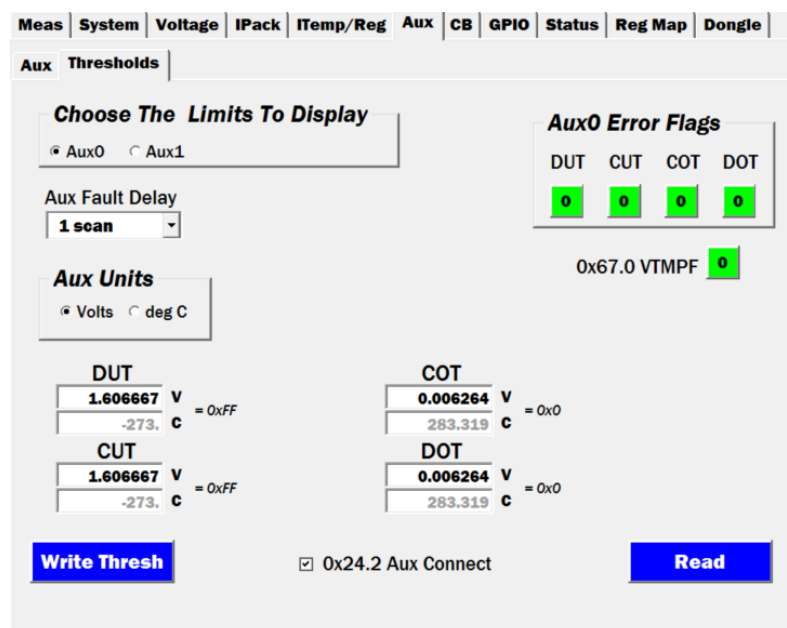 Meas System Voltage IPack ITemp/Reg Aux CB GPIO Status Reg Map Dongle
Aux Thresholds
Choose The Limits To Display
Aux0 Aux1
Aux0 Error Flags
DUT CUT COT DOT
0 0 0 0
Aux Fault Delay
1 scan
0x67.0 VTMPF 0
Aux Units
Volts deg C
DUT
1.606667 V
-273. C
= 0xFF
COT
0.006264 V
283.319 C
= 0x0
CUT
1.606667 V
-273. C
= 0xFF
DOT
0.006264 V
283.319 C
= 0x0
Write Thresh
0x24.2 Aux Connect
Read